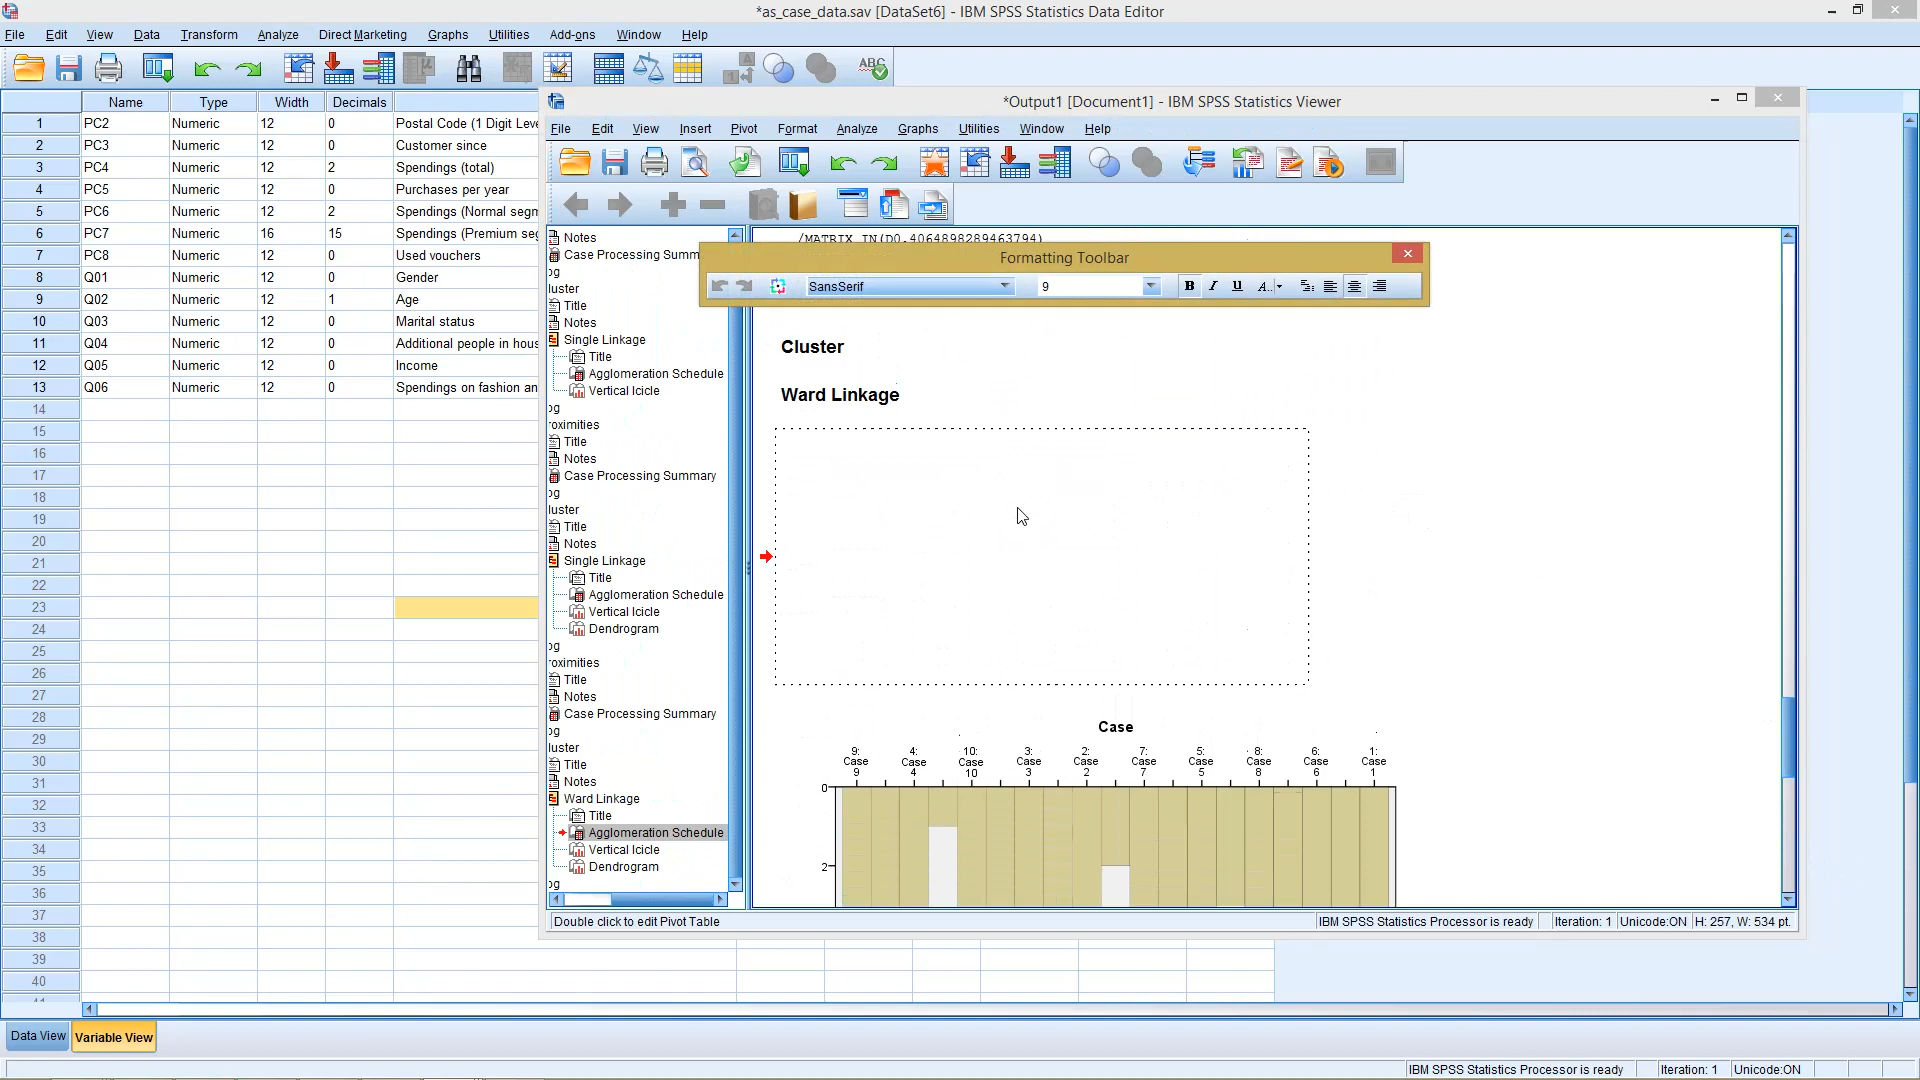 *as_case_data.sav [DataSet6] - IBM SPSS Statistics Data Editor
File Edit View Data Transform Analyze Direct Marketing Graphs Utilities Add-ons Window Help
Name Type Width Decimals
1 PC2 Numeric 12 0 Postal Code (1 Digit Leve
2 PC3 Numeric 12 0 Customer since
3 PC4 Numeric 12 2 Spendings (total)
4 PC5 Numeric 12 0 Purchases per year
5 PC6 Numeric 12 2 Spendings (Normal segm
6 PC7 Numeric 16 15 Spendings (Premium seg
7 PC8 Numeric 12 0 Used vouchers
8 Q01 Numeric 12 0 Gender
9 Q02 Numeric 12 1 Age
10 Q03 Numeric 12 0 Marital status
11 Q04 Numeric 12 0 Additional people in hous
12 Q05 Numeric 12 0 Income
13 Q06 Numeric 12 0 Spendings on fashion an
14
15
16
17
18
19
20
21
22
23
24
25
26
27
28
29
30
31
32
33
34
35
36
37
38
39
40
Data View Variable View
IBM SPSS Statistics Processor is ready Iteration: 1 Unicode:ON
*Output1 [Document1] - IBM SPSS Statistics Viewer
File Edit View Insert Pivot Format Analyze Graphs Utilities Window Help
Notes
Case Processing Summ
og
luster
Title
Notes
Single Linkage
Title
Agglomeration Schedule
Vertical Icicle
og
roximities
Title
Notes
Case Processing Summary
og
luster
Title
Notes
Single Linkage
Title
Agglomeration Schedule
Vertical Icicle
Dendrogram
og
roximities
Title
Notes
Case Processing Summary
og
luster
Title
Notes
Ward Linkage
Title
Agglomeration Schedule
Vertical Icicle
Dendrogram
og
/MATRIX IN(D0.4064898289463794)
Formatting Toolbar
SansSerif 9 B I U A...
Cluster
Ward Linkage
Case
9: 4: 10: 3: 2: 7: 5: 8: 6: 1:
Case Case Case Case Case Case Case Case Case Case
9 4 10 3 2 7 5 8 6 1
0
2
Double click to edit Pivot Table IBM SPSS Statistics Processor is ready Iteration: 1 Unicode:ON H: 257, W: 534 pt.